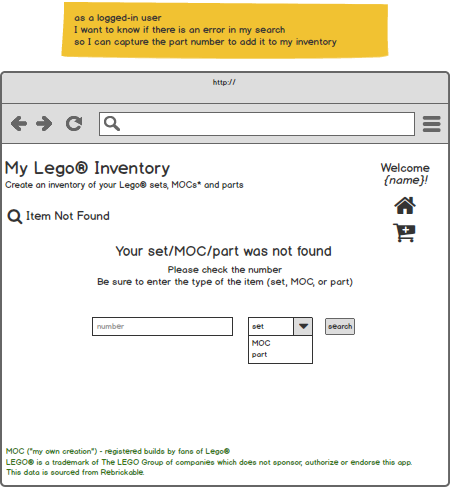 as a logged-in user
I want to know if there is an error in my search
so I can capture the part number to add it to my inventory
http://
My Lego® Inventory
Create an inventory of your Lego® sets, MOCs* and parts
Welcome
{name}!
Item Not Found
Your set/MOC/part was not found
Please check the number
Be sure to enter the type of the item (set, MOC, or part)
number
set
search
MOC
part
MOC ("my own creation") - registered builds by fans of Lego®
LEGO® is a trademark of The LEGO Group of companies which does not sponsor, authorize or endorse this app.
This data is sourced from Rebrickable.